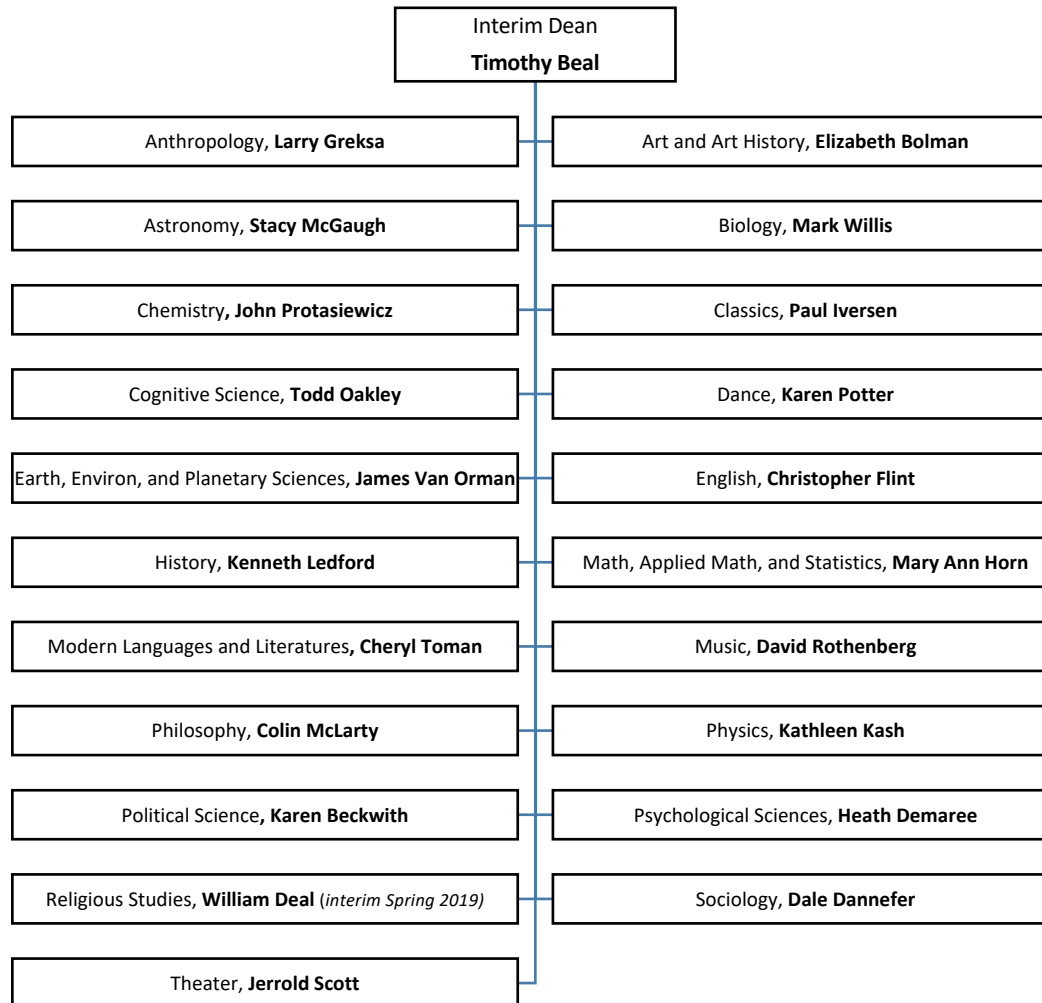 Interim Dean
Timothy Beal
Anthropology, Larry Greksa
Art and Art History, Elizabeth Bolman
Astronomy, Stacy McGaugh
Biology, Mark Willis
Chemistry, John Protasiewicz
Classics, Paul Iversen
Cognitive Science, Todd Oakley
Dance, Karen Potter
Earth, Environ, and Planetary Sciences, James Van Orman
English, Christopher Flint
History, Kenneth Ledford
Math, Applied Math, and Statistics, Mary Ann Horn
Modern Languages and Literatures, Cheryl Toman
Music, David Rothenberg
Philosophy, Colin McLarty
Physics, Kathleen Kash
Political Science, Karen Beckwith
Psychological Sciences, Heath Demaree
Religious Studies, William Deal (interim Spring 2019)
Sociology, Dale Dannefer
Theater, Jerrold Scott